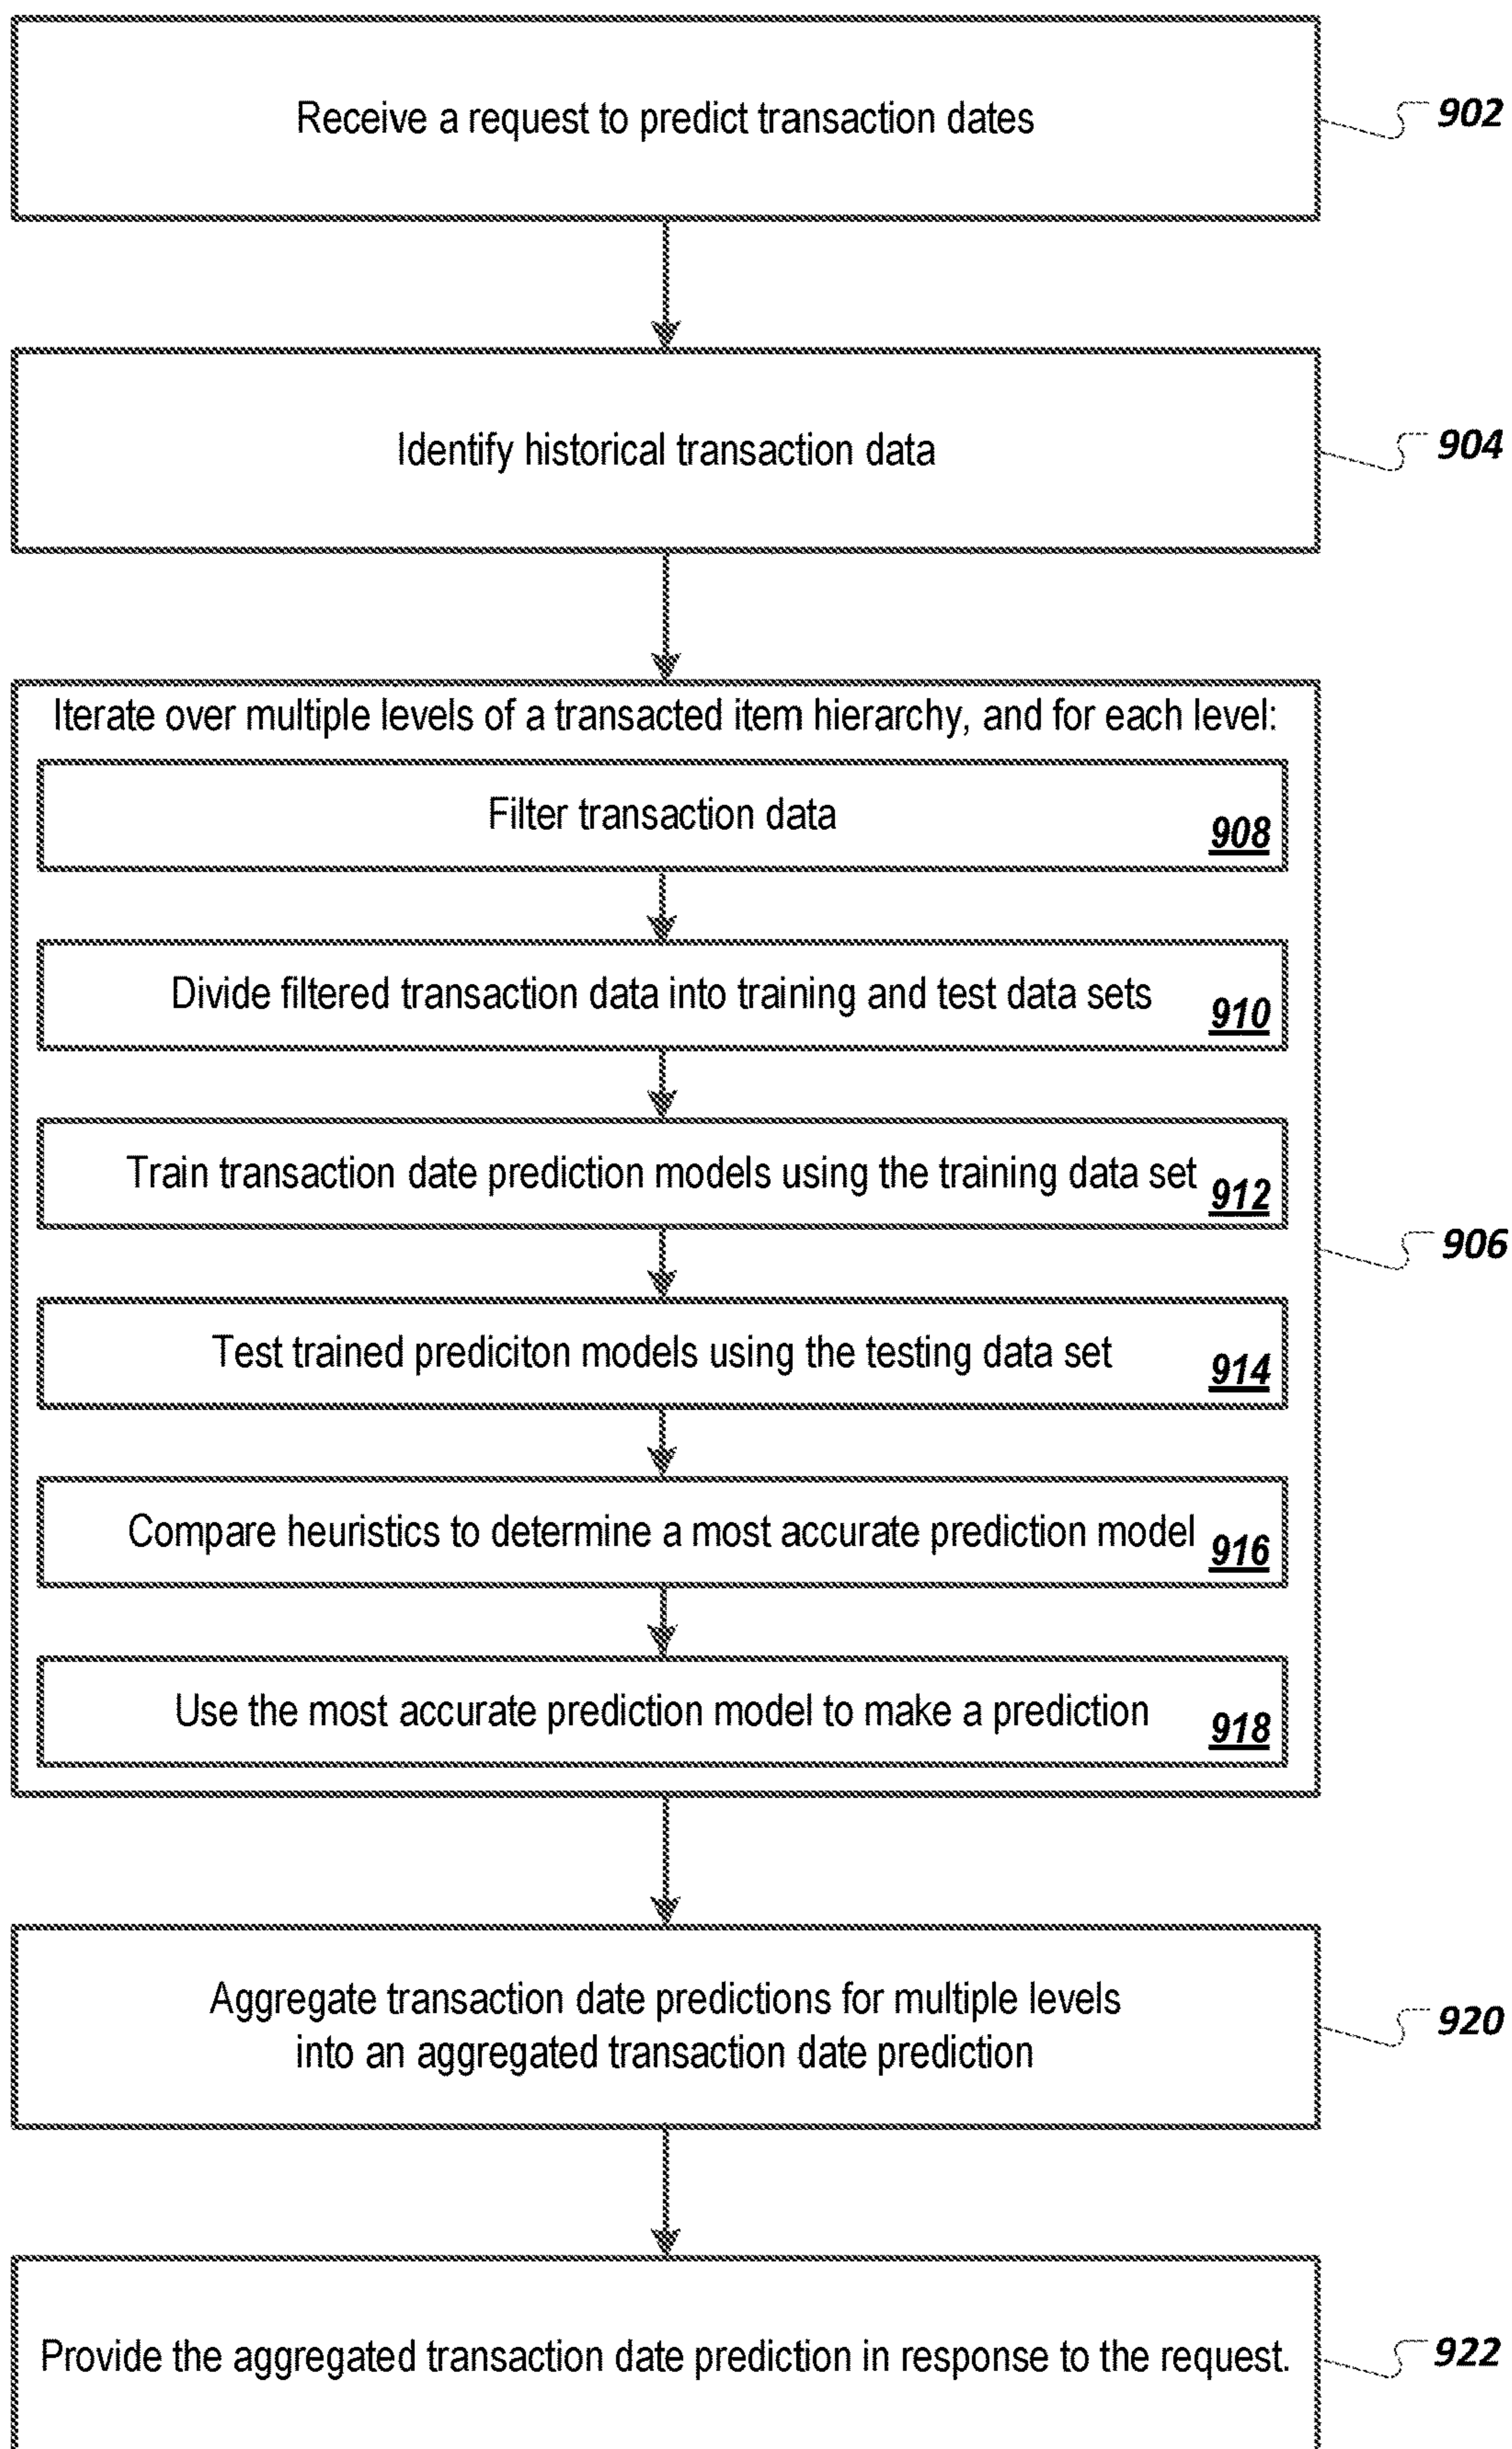 Receive a request to predict transaction dates
902
Identify historical transaction data
904
Iterate over multiple levels of a transacted item hierarchy, and for each level:
Filter transaction data
908
Divide filtered transaction data into training and test data sets
910
Train transaction date prediction models using the training data set
912
906
Test trained prediciton models using the testing data set
914
Compare heuristics to determine a most accurate prediction model
916
Use the most accurate prediction model to make a prediction
918
Aggregate transaction date predictions for multiple levels
into an aggregated transaction date prediction
920
Provide the aggregated transaction date prediction in response to the request.
922